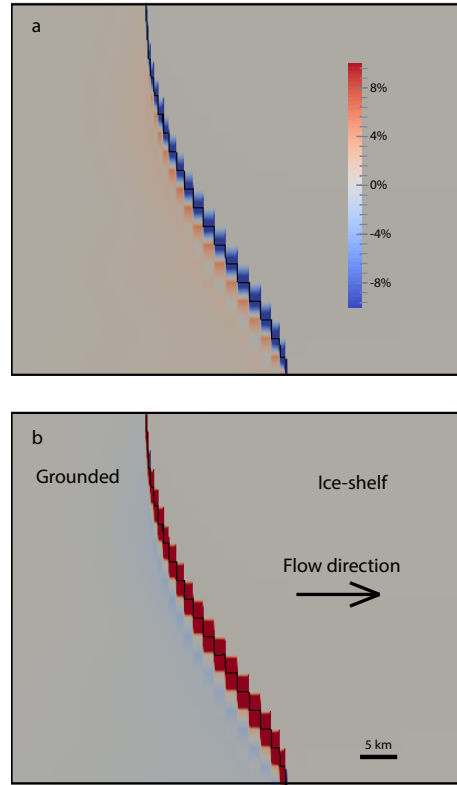 a
8%
4%
0%
-4%
-8%
b
Grounded
Ice-shelf
Flow direction
5 km